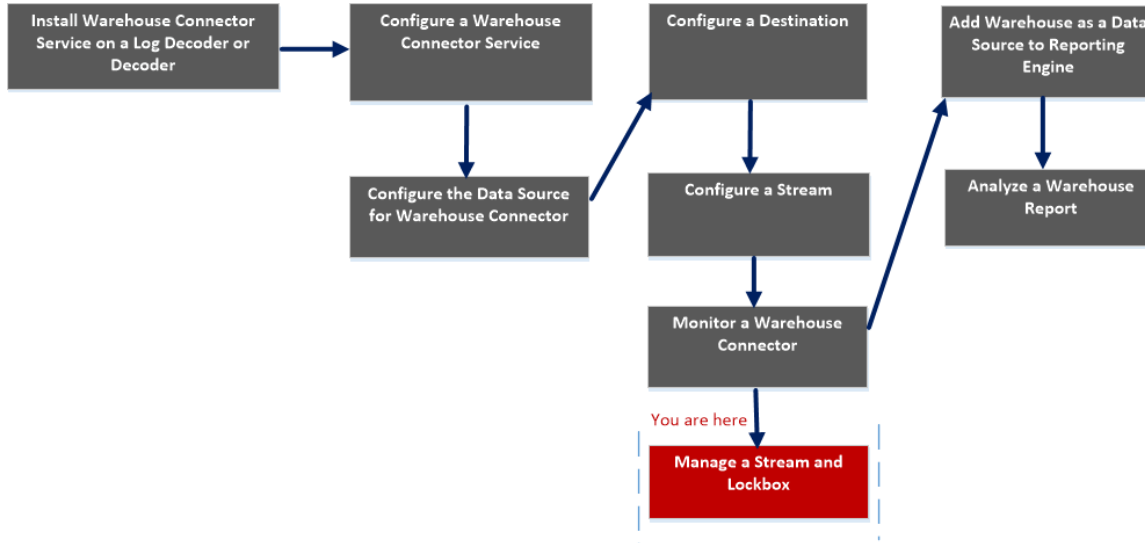 Install Warehouse Connector
Service on a Log Decoder or
Decoder
Configure a Warehouse
Connector Service
Configure the Data Source
for Warehouse Connector
Configure a Destination
Configure a Stream
Monitor a Warehouse
Connector
You are here
Manage a Stream and
Lockbox
Add Warehouse as a Data
Source to Reporting
Engine
Analyze a Warehouse
Report